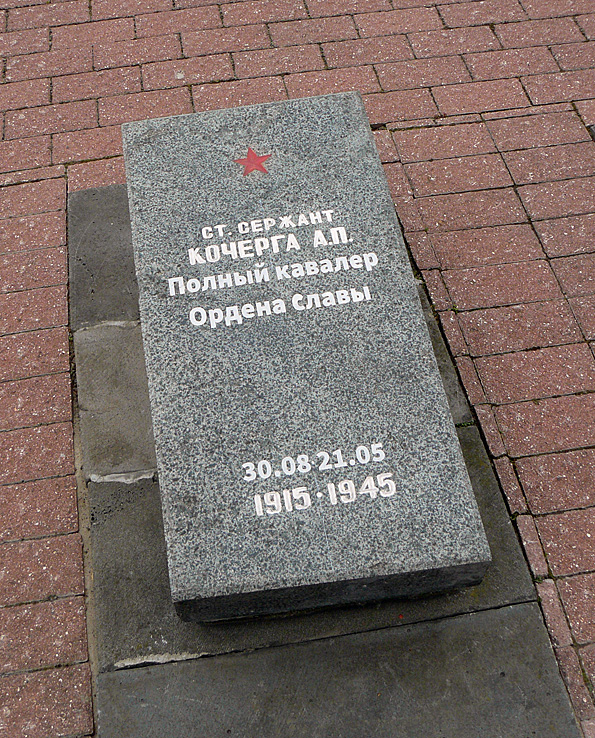 СТ. СЕРЖАНТ
КОЧЕРГА А.П.
Полный кавалер
Ордена Славы
30.08 21.05
1915 · 1945